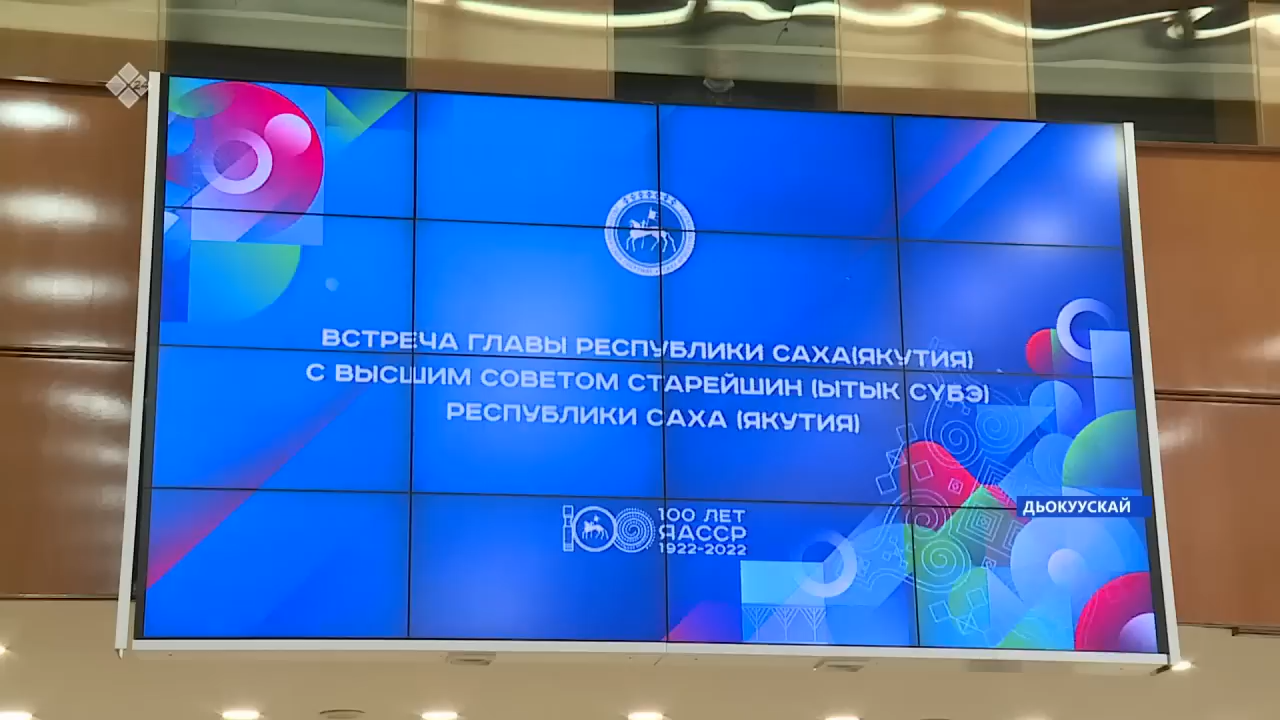 ВСТРЕЧА ГЛАВЫ РЕСПУБЛИКИ САХА(ЯКУТИЯ)
С ВЫСШИМ СОВЕТОМ СТАРЕЙШИН (ЫТЫК СҮБЭ)
РЕСПУБЛИКИ САХА (ЯКУТИЯ)
100
100 ЛЕТ
ЯАССР
1922-2022
ДЬОКУУСКАЙ